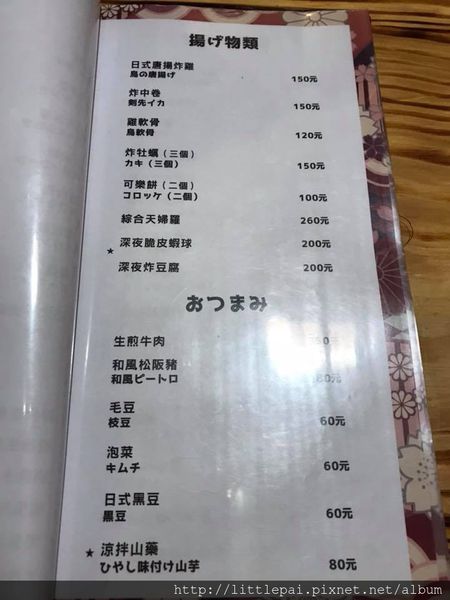 揚げ物類
日式唐揚炸雞
鳥の唐揚げ 150元
炸中卷
剣先イカ 150元
雞軟骨
鳥軟骨 120元
炸牡蠣（三個）
カキ（三個） 150元
可樂餅（二個）
コロッケ（二個） 100元
綜合天婦羅 260元
★ 深夜脆皮蝦球 200元
深夜炸豆腐 200元
おつまみ
生煎牛肉
和風松阪豬
和風ピートロ
毛豆
枝豆 60元
泡菜
キムチ 60元
日式黑豆
黒豆 60元
★ 涼拌山藥
ひやし味付け山芋 80元
http://littlepai.pixnet.net/album